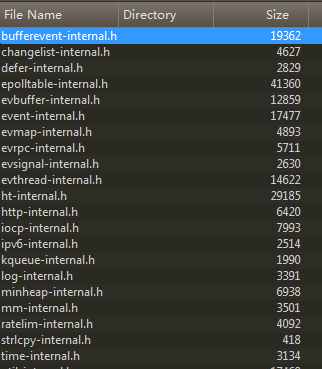 File Name Directory Size
bufferevent-internal.h 19362
changelist-internal.h 4627
defer-internal.h 2829
epolltable-internal.h 41360
evbuffer-internal.h 12859
event-internal.h 17477
evmap-internal.h 4893
evrpc-internal.h 5711
evsignal-internal.h 2630
evthread-internal.h 14622
ht-internal.h 29185
http-internal.h 6420
iocp-internal.h 7993
ipv6-internal.h 2514
kqueue-internal.h 1990
log-internal.h 3391
minheap-internal.h 6938
mm-internal.h 3501
ratelim-internal.h 4092
strlcpy-internal.h 418
time-internal.h 3134